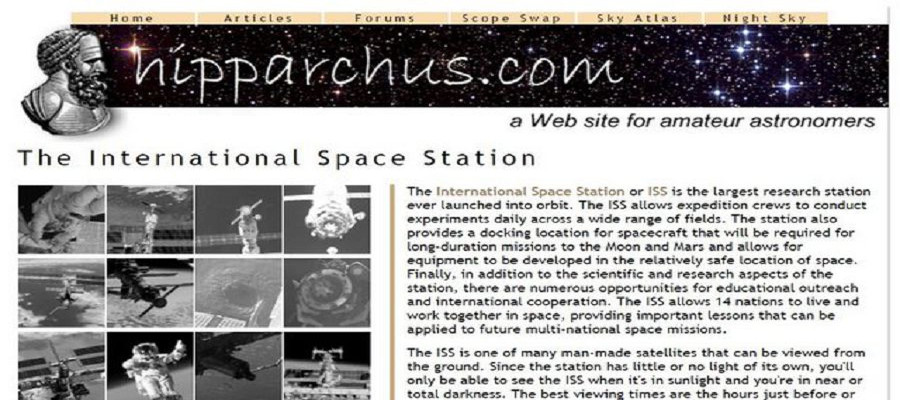 Home Articles Forums Scope Swap Sky Atlas Night Sky
hipparchus.com
a Web site for amateur astronomers
The International Space Station
The International Space Station or ISS is the largest research station
ever launched into orbit. The ISS allows expedition crews to conduct
experiments daily across a wide range of fields. The station also
provides a docking location for spacecraft that will be required for
long-duration missions to the Moon and Mars and allows for
equipment to be developed in the relatively safe location of space.
Finally, in addition to the scientific and research aspects of the
station, there are numerous opportunities for educational outreach
and international cooperation. The ISS allows 14 nations to live and
work together in space, providing important lessons that can be
applied to future multi-national space missions.
The ISS is one of many man-made satellites that can be viewed from
the ground. Since the station has little or no light of its own, you'll
only be able to see the ISS when it's in sunlight and you're in near or
total darkness. The best viewing times are the hours just before or